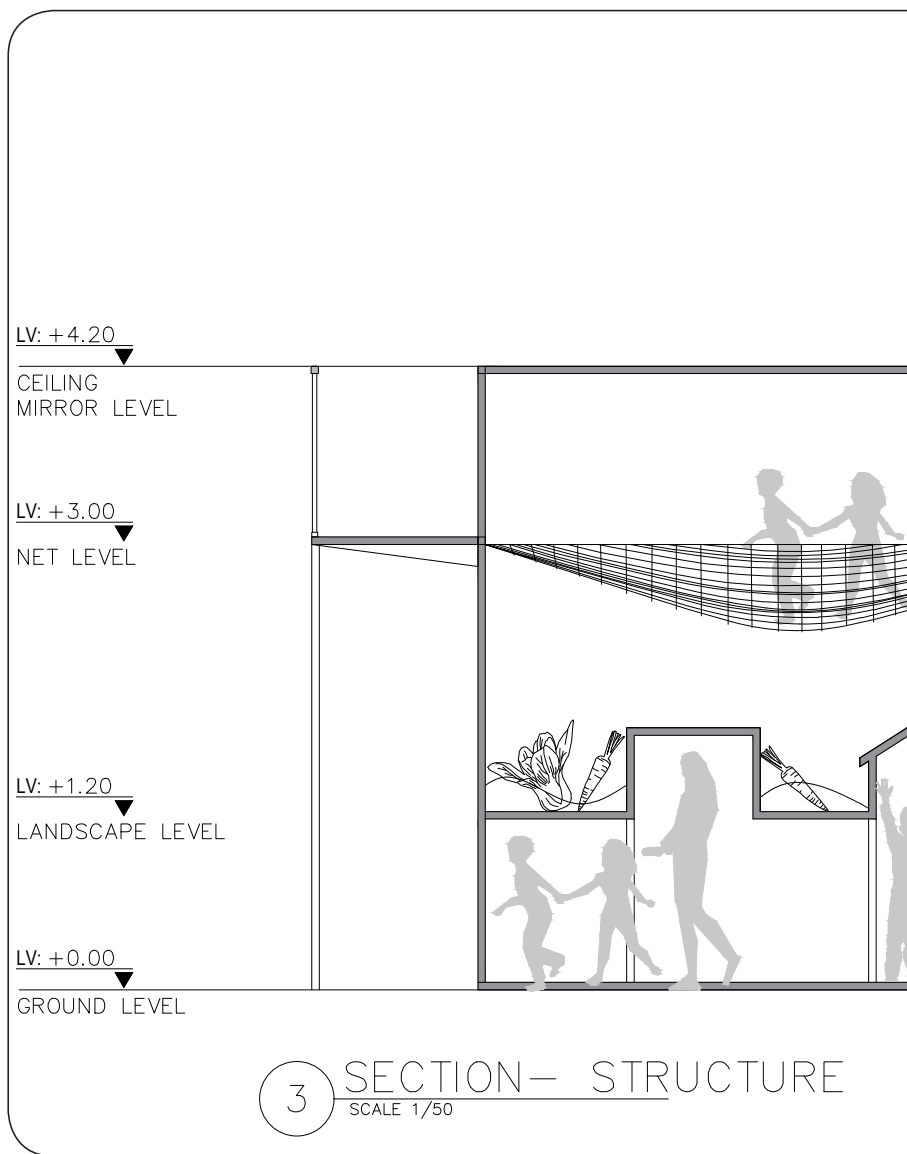 LV: +4.20
CEILING
MIRROR LEVEL
LV: +3.00
NET LEVEL
LV: +1.20
LANDSCAPE LEVEL
LV: +0.00
GROUND LEVEL
3
SECTION— STRUCTURE
SCALE 1/50